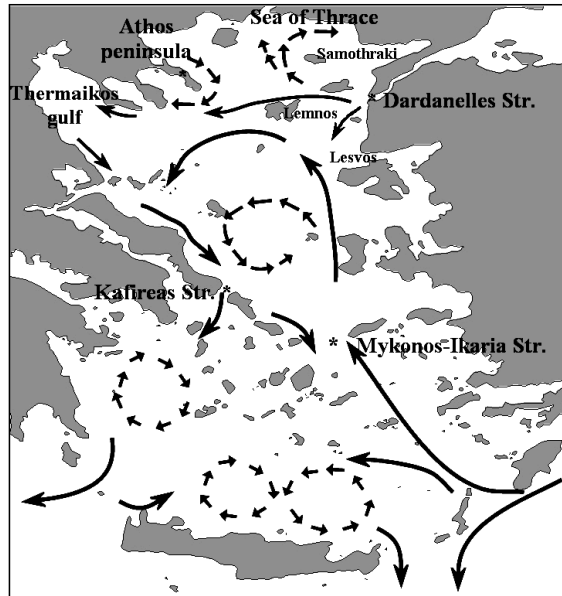 Sea of Thrace
Athos
peninsula
*
Samothraki
Thermaikos
gulf
Lemnos
* Dardanelles Str.
Lesvos
Kafireas Str. *
*
Mykonos-Ikaria Str.